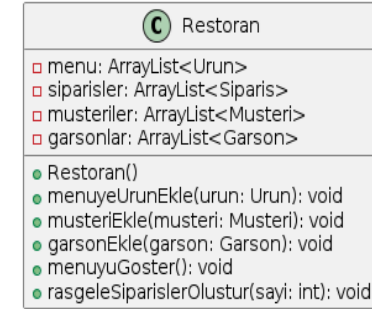 C Restoran
menu: ArrayList<Urun>
siparisler: ArrayList<Siparis>
musteriler: ArrayList<Musteri>
garsonlar: ArrayList<Garson>
Restoran()
menuyeUrunEkle(urun: Urun): void
musteriEkle(musteri: Musteri): void
garsonEkle(garson: Garson): void
menuyuGoster(): void
rasgeleSiparislerOlustur(sayi: int): void